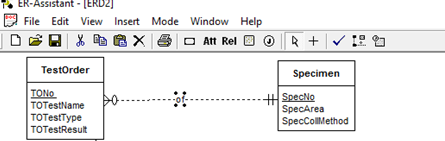 ER-Assistant - [ERD2]
File Edit View Insert Mode Window Help
Att Rel
TestOrder
TONo
TOTestName
TOTestType
TOTestResult
of
Specimen
SpecNo
SpecArea
SpecCollMethod